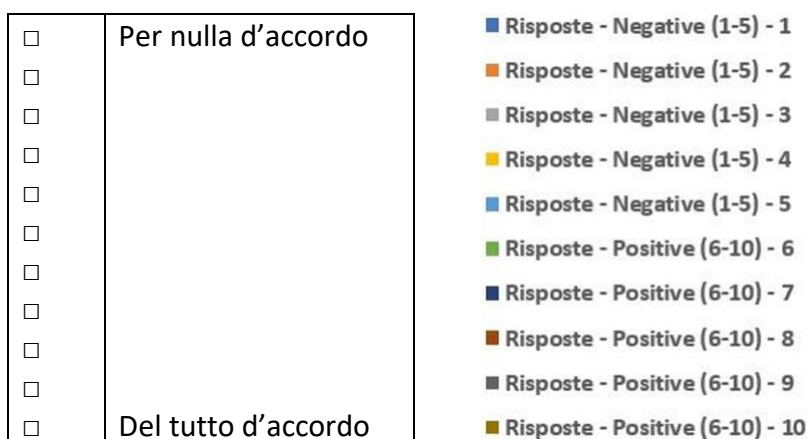 □ Per nulla d’accordo
□
□
□
□
□
□
□
□
□
□ Del tutto d’accordo
Risposte - Negative (1-5) - 1
Risposte - Negative (1-5) - 2
Risposte - Negative (1-5) - 3
Risposte - Negative (1-5) - 4
Risposte - Negative (1-5) - 5
Risposte - Positive (6-10) - 6
Risposte - Positive (6-10) - 7
Risposte - Positive (6-10) - 8
Risposte - Positive (6-10) - 9
Risposte - Positive (6-10) - 10